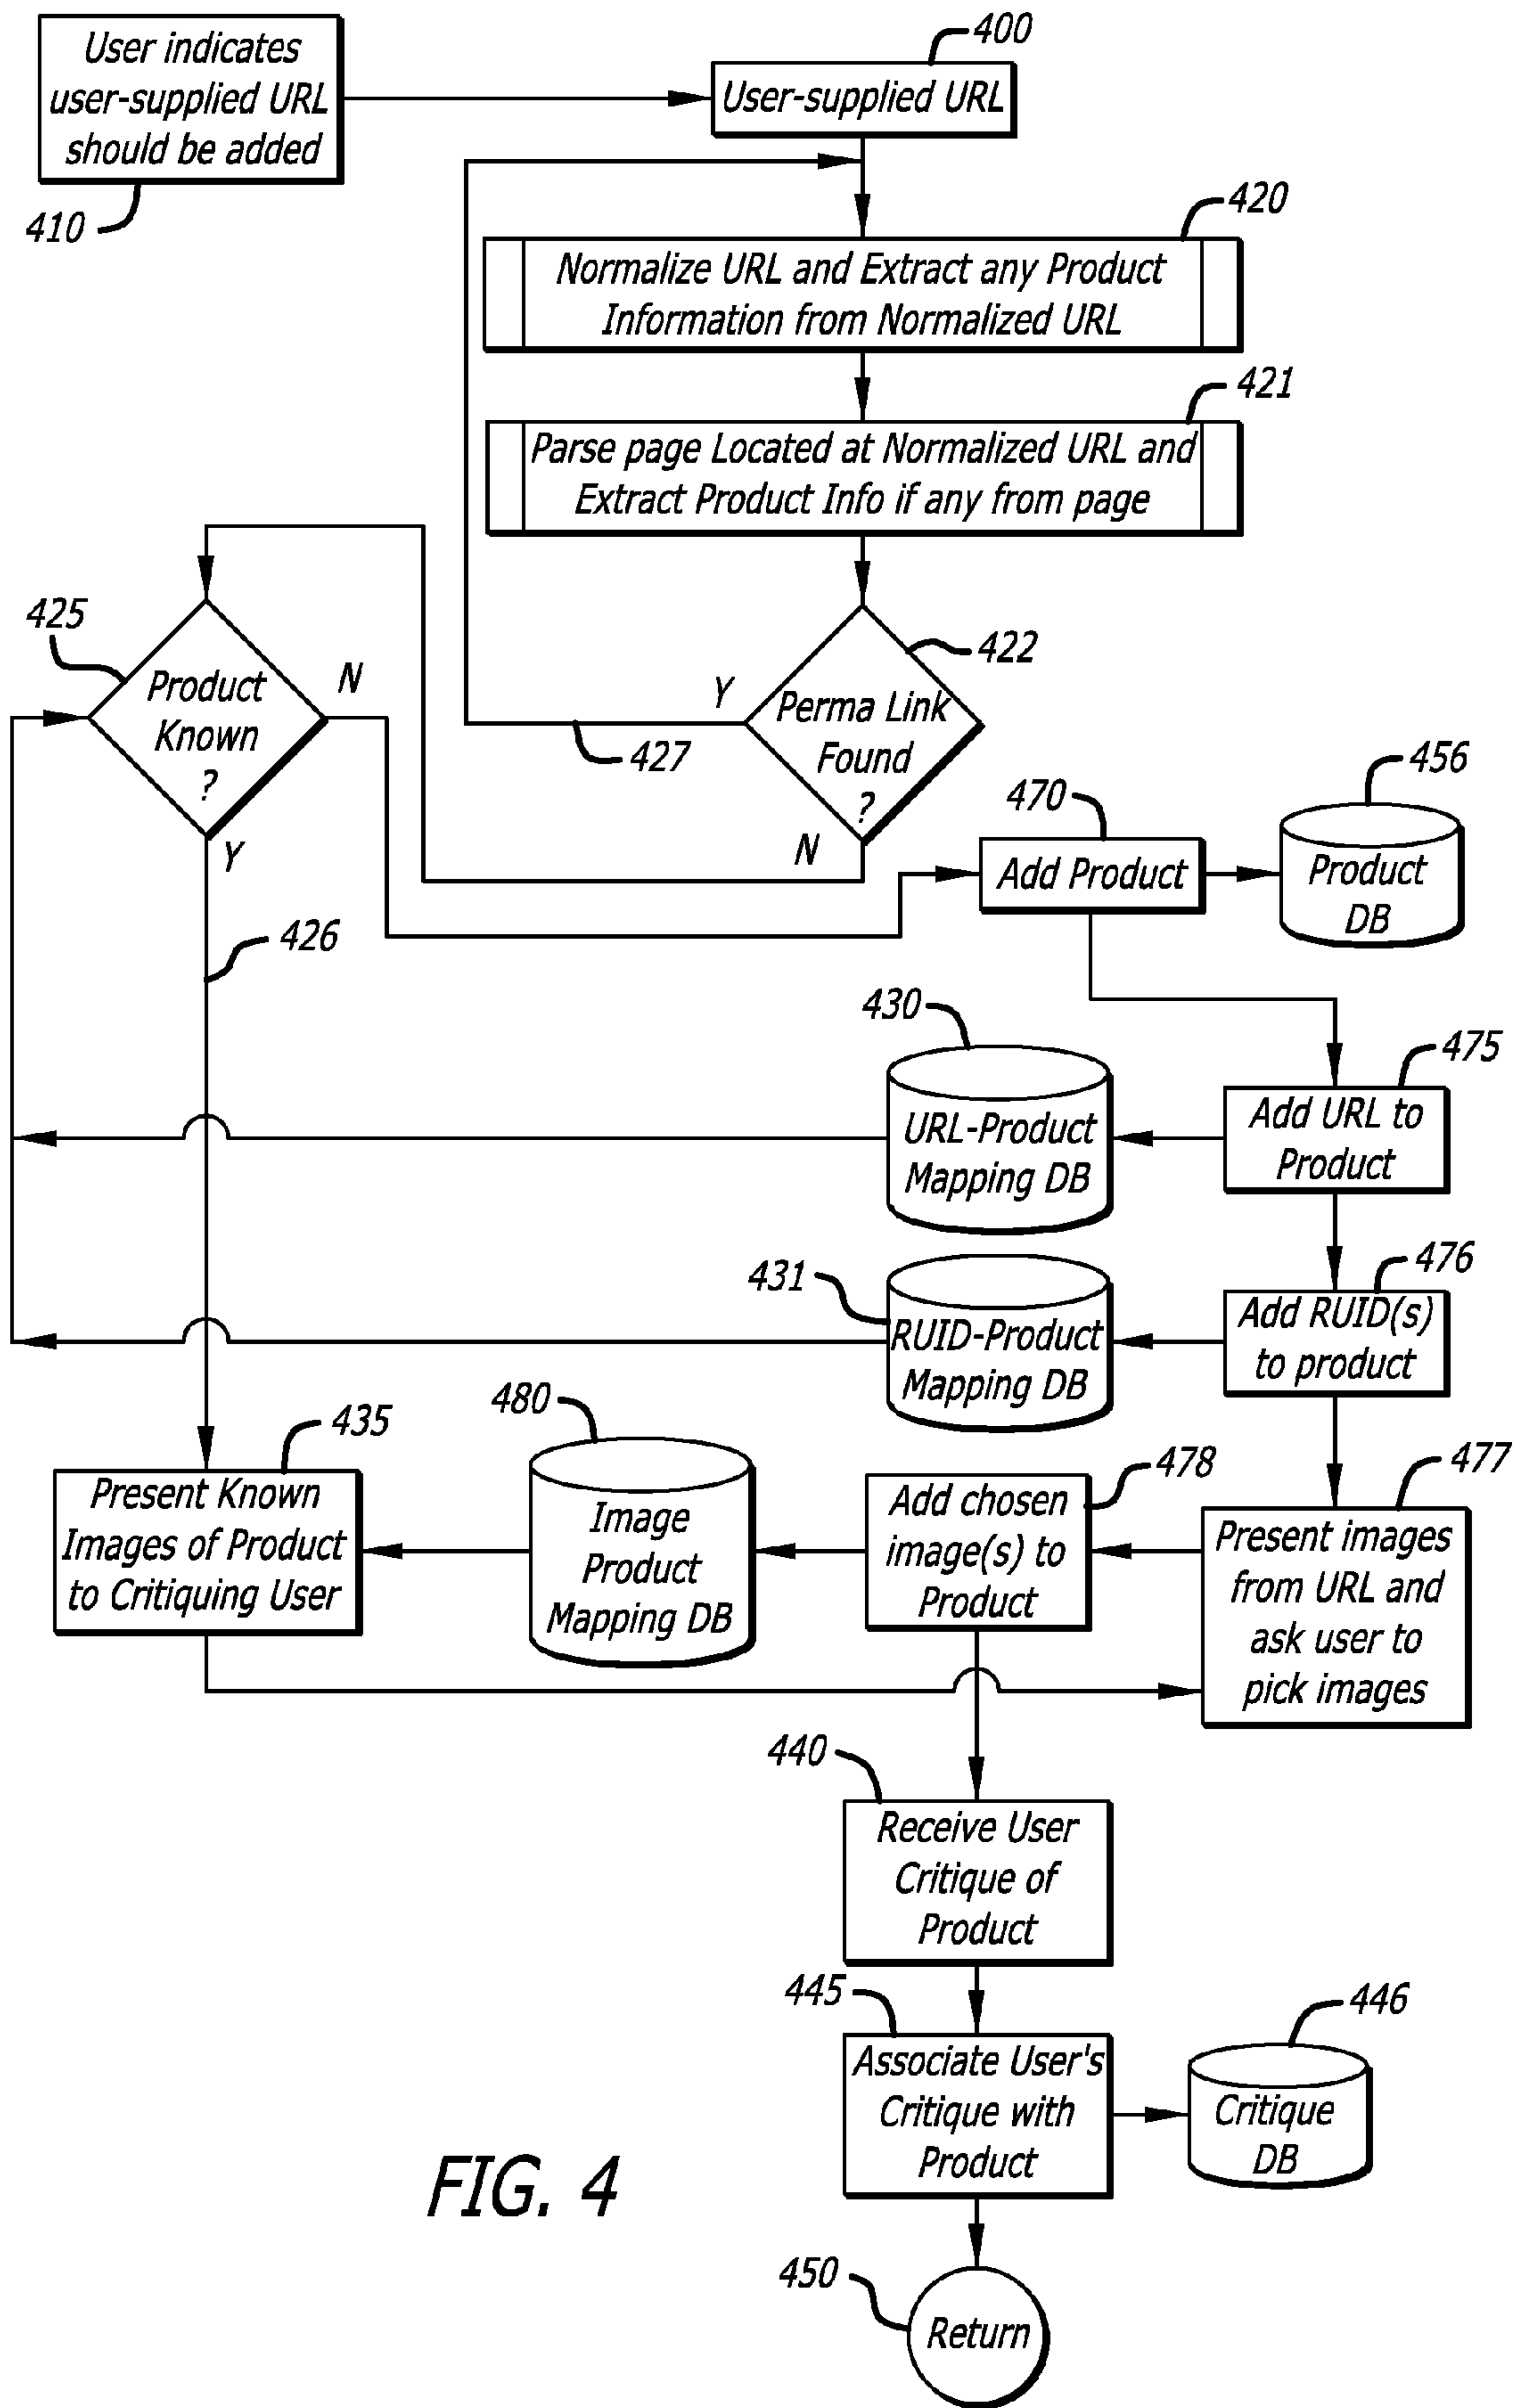 User indicates
user-supplied URL
should be added
410
400
User-supplied URL
420
Normalize URL and Extract any Product
Information from Normalized URL
421
Parse page Located at Normalized URL and
Extract Product Info if any from page
422
Perma Link
Found
?
Y
427
N
425
Product
Known
?
N
Y
426
470
Add Product
456
Product
DB
430
URL-Product
Mapping DB
475
Add URL to
Product
431
RUID-Product
Mapping DB
476
Add RUID(s)
to product
435
Present Known
Images of Product
to Critiquing User
480
Image
Product
Mapping DB
478
Add chosen
image(s) to
Product
477
Present images
from URL and
ask user to
pick images
440
Receive User
Critique of
Product
445
Associate User's
Critique with
Product
446
Critique
DB
450
Return
FIG. 4